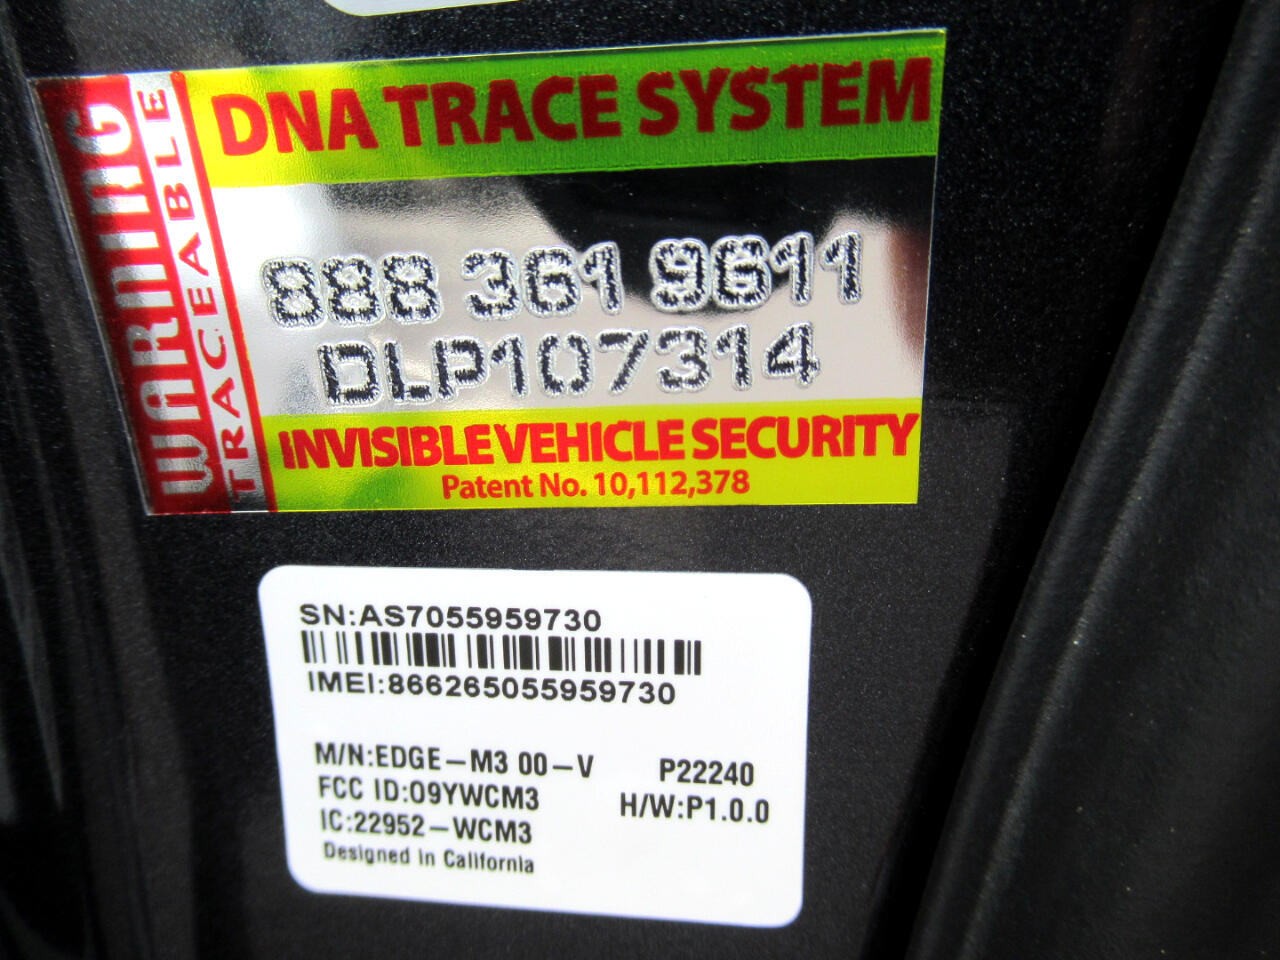 WARNING
TRACEABLE
DNA TRACE SYSTEM
888 361 9611
DLP107314
INVISIBLE VEHICLE SECURITY
Patent No. 10,112,378
SN:AS7055959730
IMEI:866265055959730
M/N:EDGE-M3 00-V P22240
FCC ID:O9YWCM3 H/W:P1.0.0
IC:22952-WCM3
Designed in California